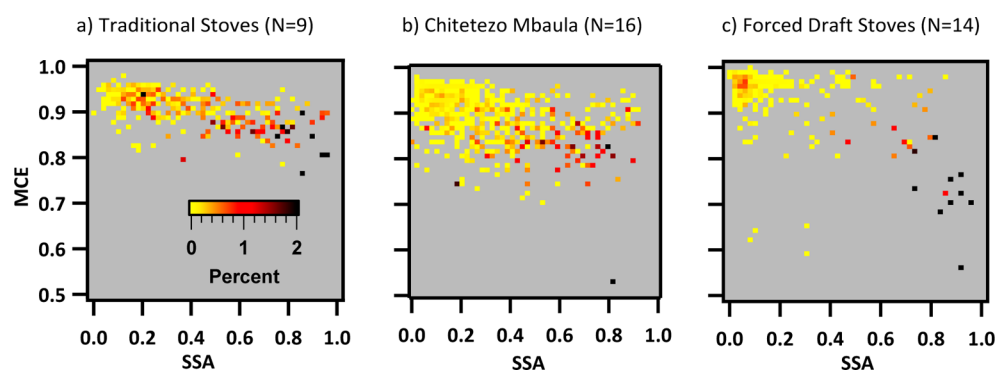 a) Traditional Stoves (N=9)
b) Chitetezo Mbaula (N=16)
c) Forced Draft Stoves (N=14)
1.0
0.9
0.8
0.7
0.6
0.5
MCE
0 1 2
Percent
0.0 0.2 0.4 0.6 0.8 1.0
SSA
0.0 0.2 0.4 0.6 0.8 1.0
SSA
0.0 0.2 0.4 0.6 0.8 1.0
SSA